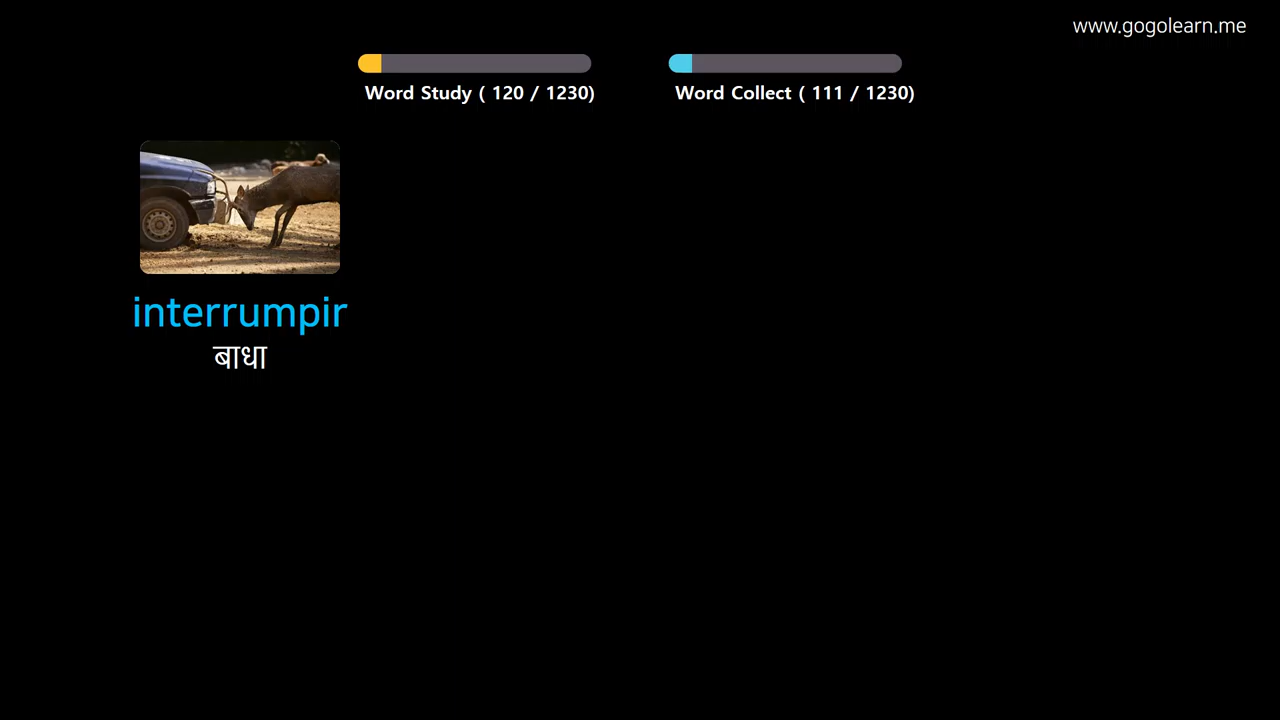 www.gogolearn.me
Word Study ( 120 / 1230)
Word Collect ( 111 / 1230)
interrumpir
बाधा